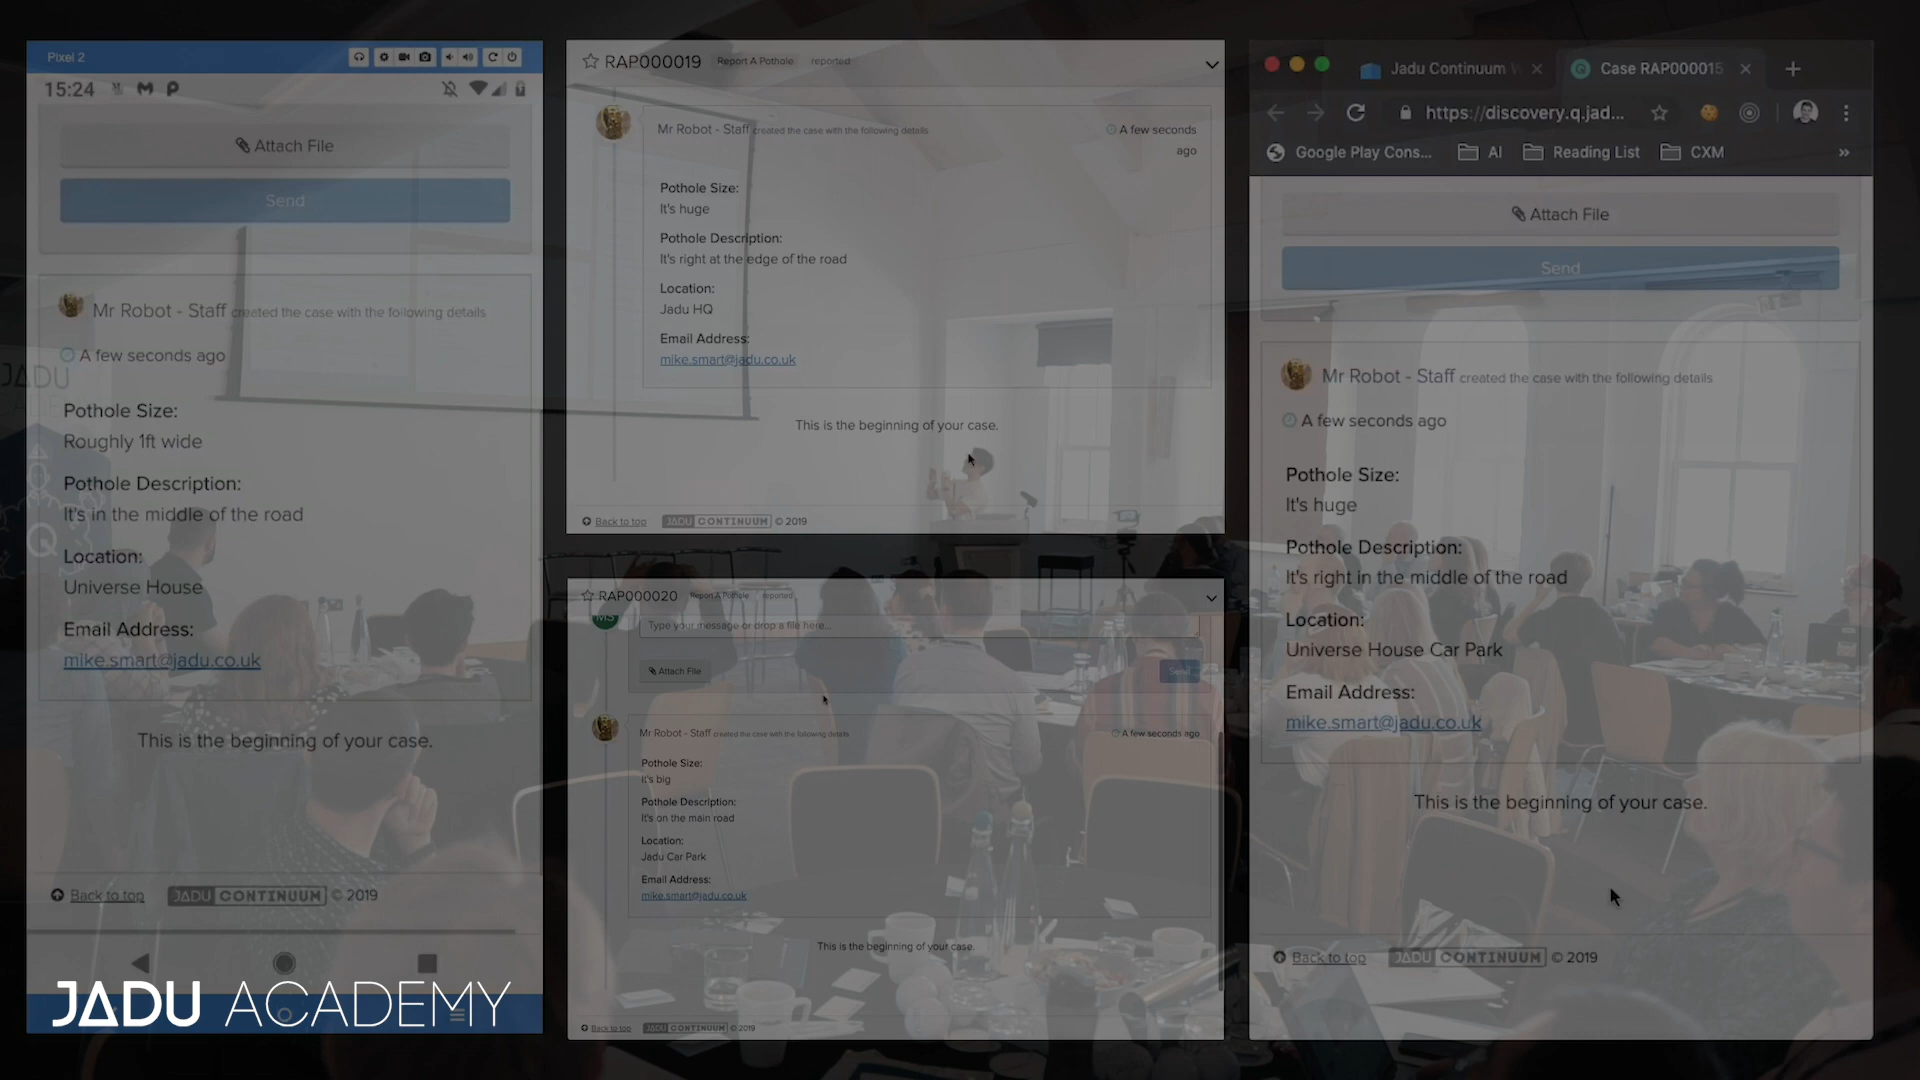 Pixel 2
15:24
Attach File
Send
Mr Robot - Staff created the case with the following details
A few seconds ago
Pothole Size:
Roughly 1ft wide
Pothole Description:
It's in the middle of the road
Location:
Universe House
Email Address:
mike.smart@jadu.co.uk
This is the beginning of your case.
Back to top JADU CONTINUUM © 2019
JADU ACADEMY
RAP000019 Report A Pothole reported
Mr Robot - Staff created the case with the following details
A few seconds
ago
Pothole Size:
It's huge
Pothole Description:
It's right at the edge of the road
Location:
Jadu HQ
Email Address:
mike.smart@jadu.co.uk
This is the beginning of your case.
Back to top JADU CONTINUUM © 2019
RAP000020 Report A Pothole reported
MS
Type your message or drop a file here...
Attach File
Send
Mr Robot - Staff created the case with the following details
A few seconds ago
Pothole Size:
It's big
Pothole Description:
It's on the main road
Location:
Jadu Car Park
Email Address:
mike.smart@jadu.co.uk
This is the beginning of your case.
Back to top JADU CONTINUUM © 2019
Jadu Continuum
Case RAP000015
https://discovery.q.jad...
Google Play Cons... AI Reading List CXM
Attach File
Send
Mr Robot - Staff created the case with the following details
A few seconds ago
Pothole Size:
It's huge
Pothole Description:
It's right in the middle of the road
Location:
Universe House Car Park
Email Address:
mike.smart@jadu.co.uk
This is the beginning of your case.
Back to top JADU CONTINUUM © 2019
JADU